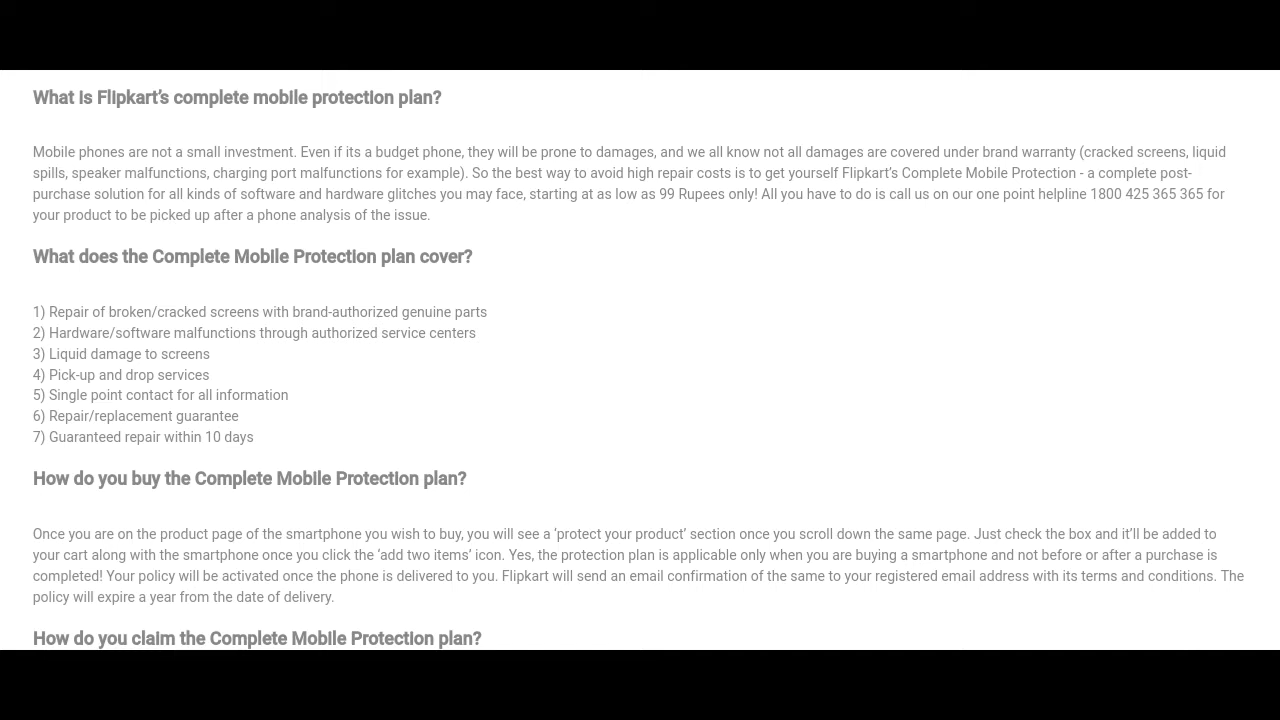 What is Flipkart’s complete mobile protection plan?
Mobile phones are not a small investment. Even if its a budget phone, they will be prone to damages, and we all know not all damages are covered under brand warranty (cracked screens, liquid
spills, speaker malfunctions, charging port malfunctions for example). So the best way to avoid high repair costs is to get yourself Flipkart’s Complete Mobile Protection - a complete post-
purchase solution for all kinds of software and hardware glitches you may face, starting at as low as 99 Rupees only! All you have to do is call us on our one point helpline 1800 425 365 365 for
your product to be picked up after a phone analysis of the issue.
What does the Complete Mobile Protection plan cover?
1) Repair of broken/cracked screens with brand-authorized genuine parts
2) Hardware/software malfunctions through authorized service centers
3) Liquid damage to screens
4) Pick-up and drop services
5) Single point contact for all information
6) Repair/replacement guarantee
7) Guaranteed repair within 10 days
How do you buy the Complete Mobile Protection plan?
Once you are on the product page of the smartphone you wish to buy, you will see a ‘protect your product’ section once you scroll down the same page. Just check the box and it’ll be added to
your cart along with the smartphone once you click the ‘add two items’ icon. Yes, the protection plan is applicable only when you are buying a smartphone and not before or after a purchase is
completed! Your policy will be activated once the phone is delivered to you. Flipkart will send an email confirmation of the same to your registered email address with its terms and conditions. The
policy will expire a year from the date of delivery.
How do you claim the Complete Mobile Protection plan?